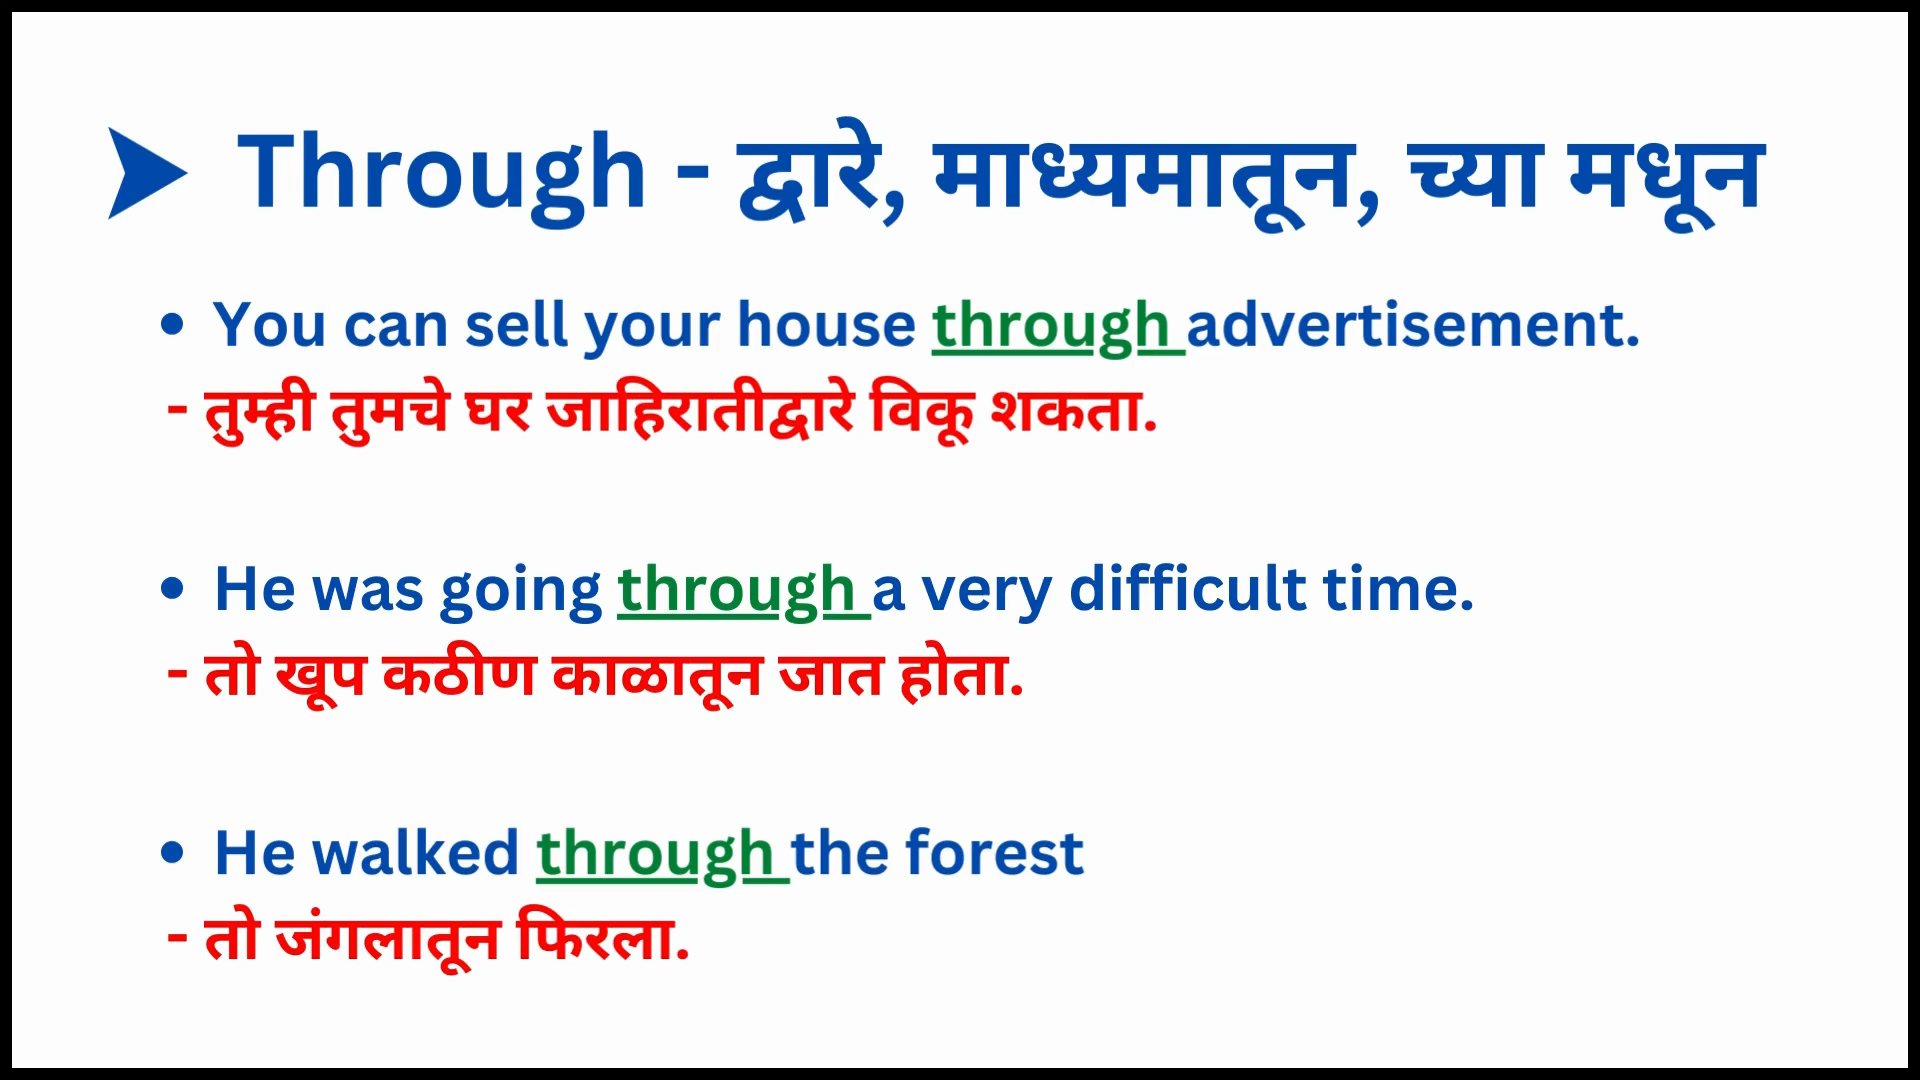 Through - द्वारे, माध्यमातून, च्या मधून
• You can sell your house through advertisement.
- तुम्ही तुमचे घर जाहिरातीद्वारे विकू शकता.
• He was going through a very difficult time.
- तो खूप कठीण काळातून जात होता.
• He walked through the forest
- तो जंगलातून फिरला.